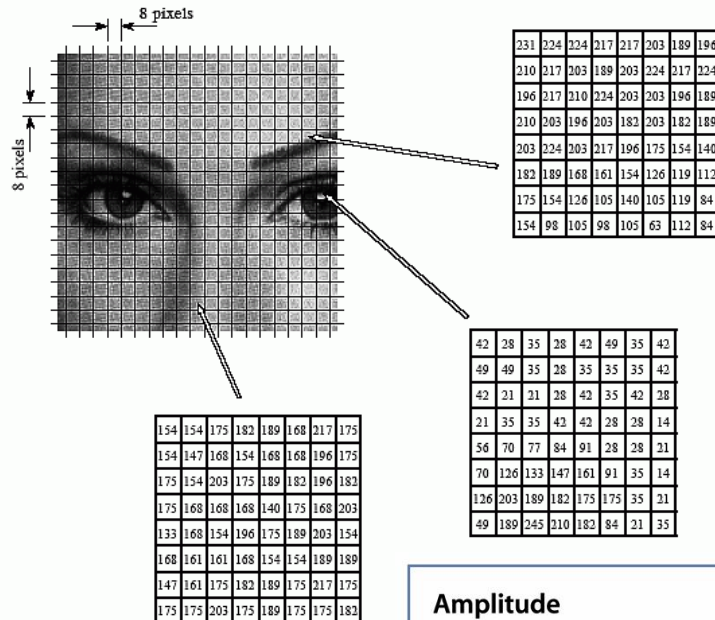 8 pixels
8 pixels
231 224 224 217 217 203 189 196
210 217 203 189 203 224 217 224
196 217 210 224 203 203 196 189
210 203 196 203 182 203 182 189
203 224 203 217 196 175 154 140
182 189 168 161 154 126 119 112
175 154 126 105 140 105 119 84
154 98 105 98 105 63 112 84
42 28 35 28 42 49 35 42
49 49 35 28 35 35 35 42
42 21 21 28 42 35 42 28
21 35 35 42 42 28 28 14
56 70 77 84 91 28 28 21
70 126 133 147 161 91 35 14
126 203 189 182 175 175 35 21
49 189 245 210 182 84 21 35
154 154 175 182 189 168 217 175
154 147 168 154 168 168 196 175
175 154 203 175 189 182 196 182
175 168 168 168 140 175 168 203
133 168 154 196 175 189 203 154
168 161 161 168 154 154 189 189
147 161 175 182 189 175 217 175
175 175 203 175 189 175 175 182
Amplitude